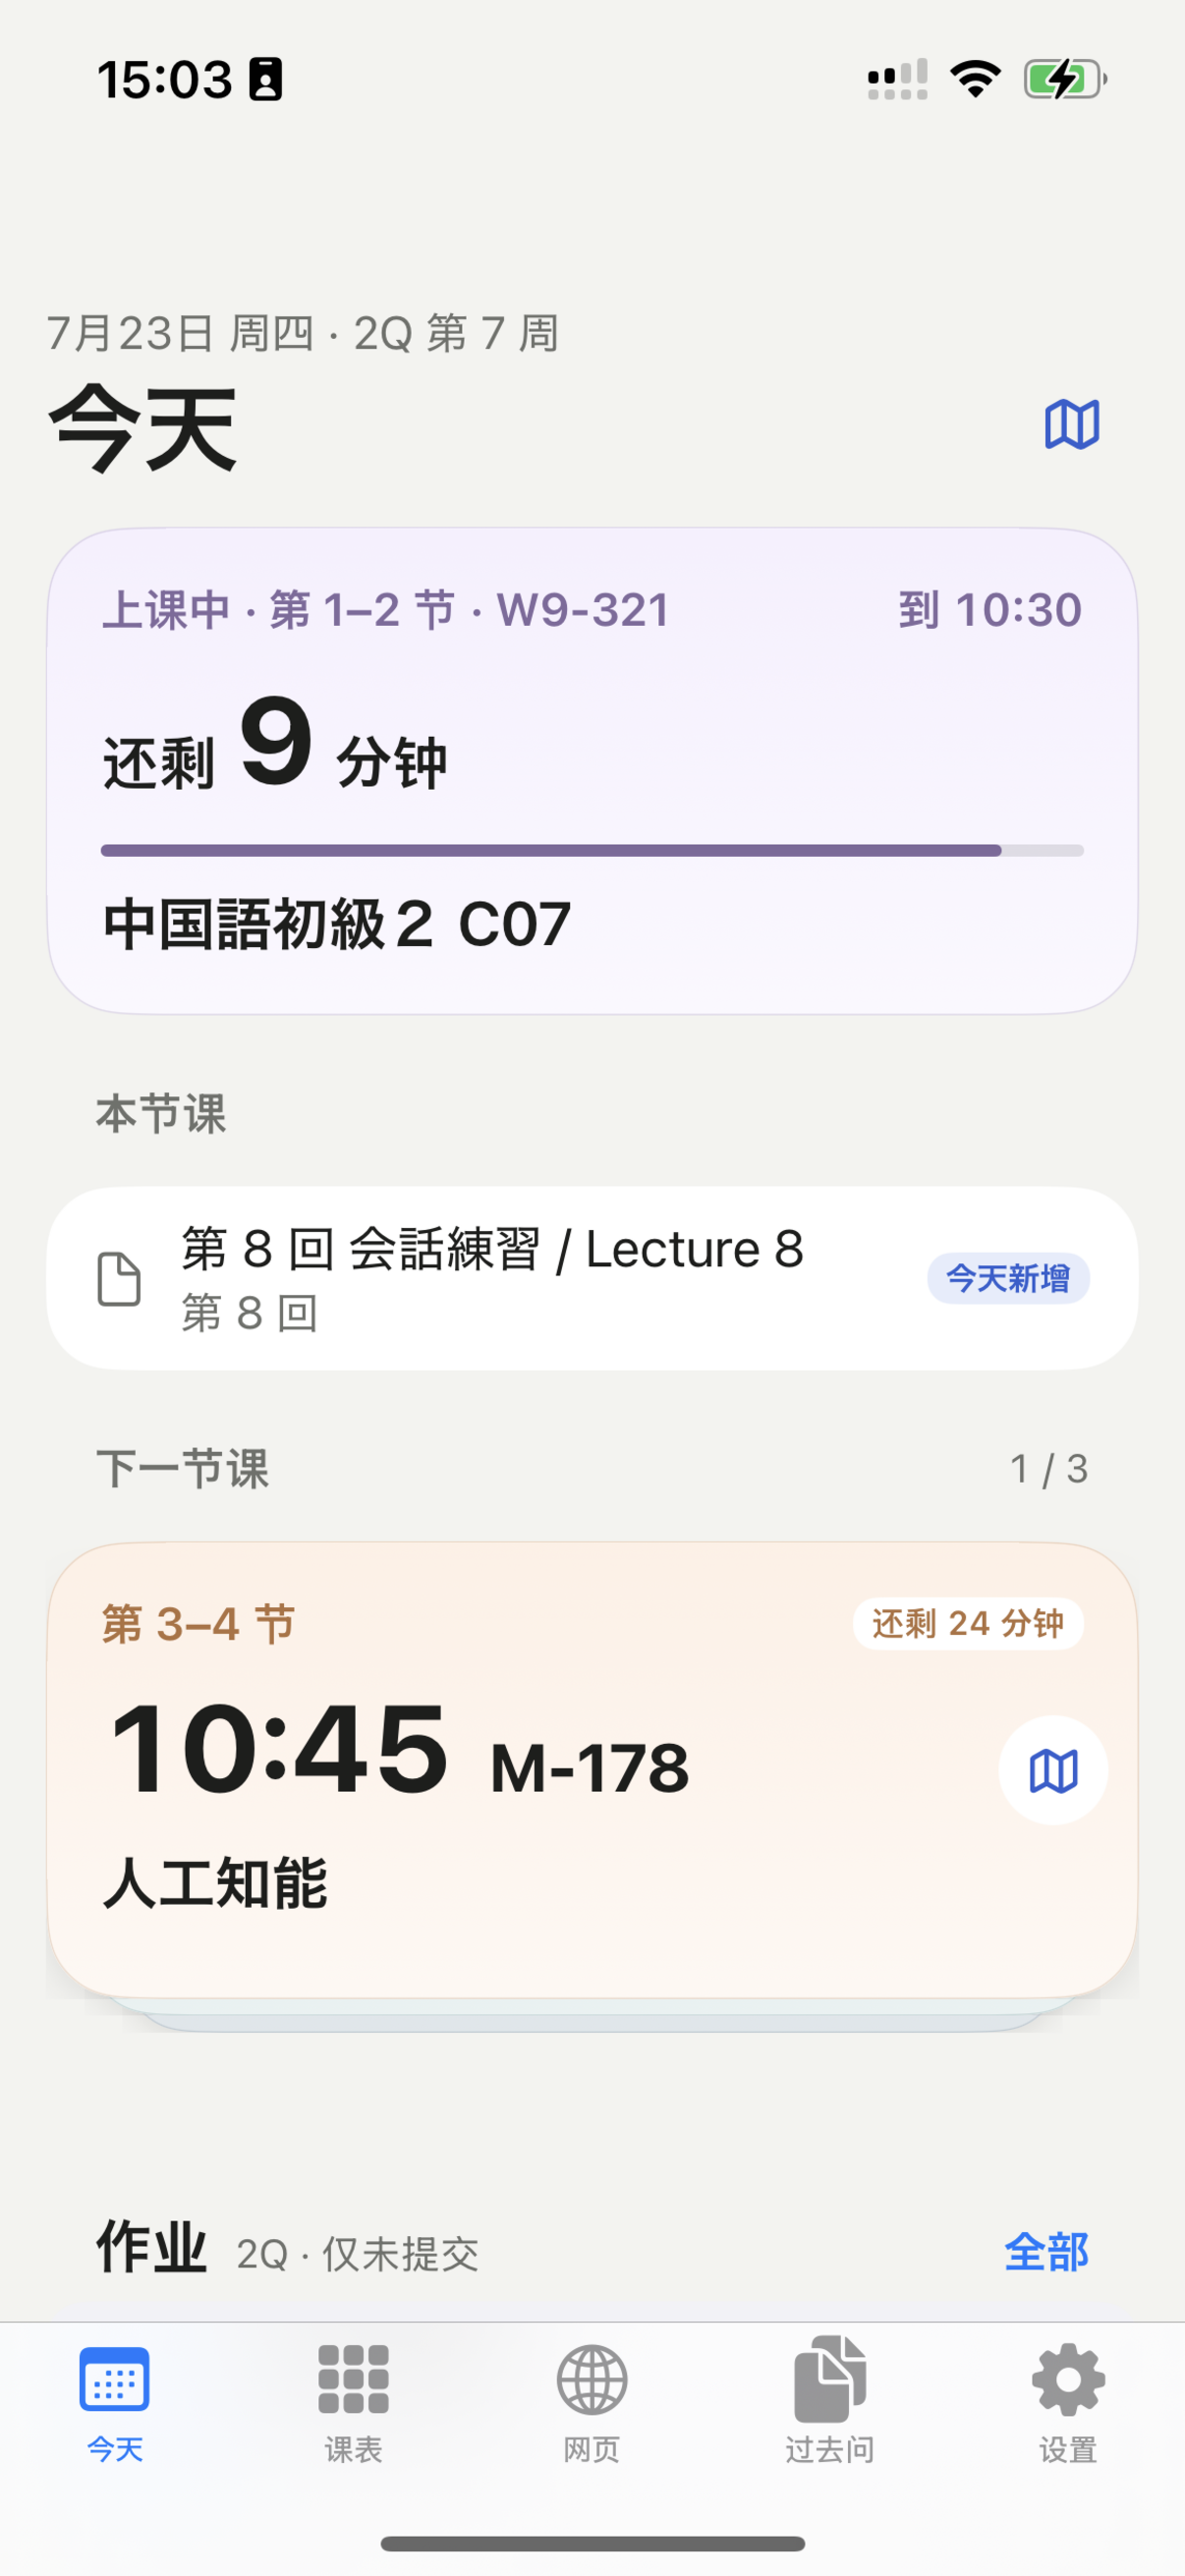 15:03
7月23日 周四 · 2Q 第 7 周
今天
上课中 · 第 1–2 节 · W9-321
到 10:30
还剩 9 分钟
中国語初級２ C07
本节课
第 8 回 会話練習 / Lecture 8
第 8 回
今天新增
下一节课
1 / 3
第 3–4 节
还剩 24 分钟
10:45 M-178
人工知能
作业 2Q · 仅未提交
全部
今天
课表
网页
过去问
设置